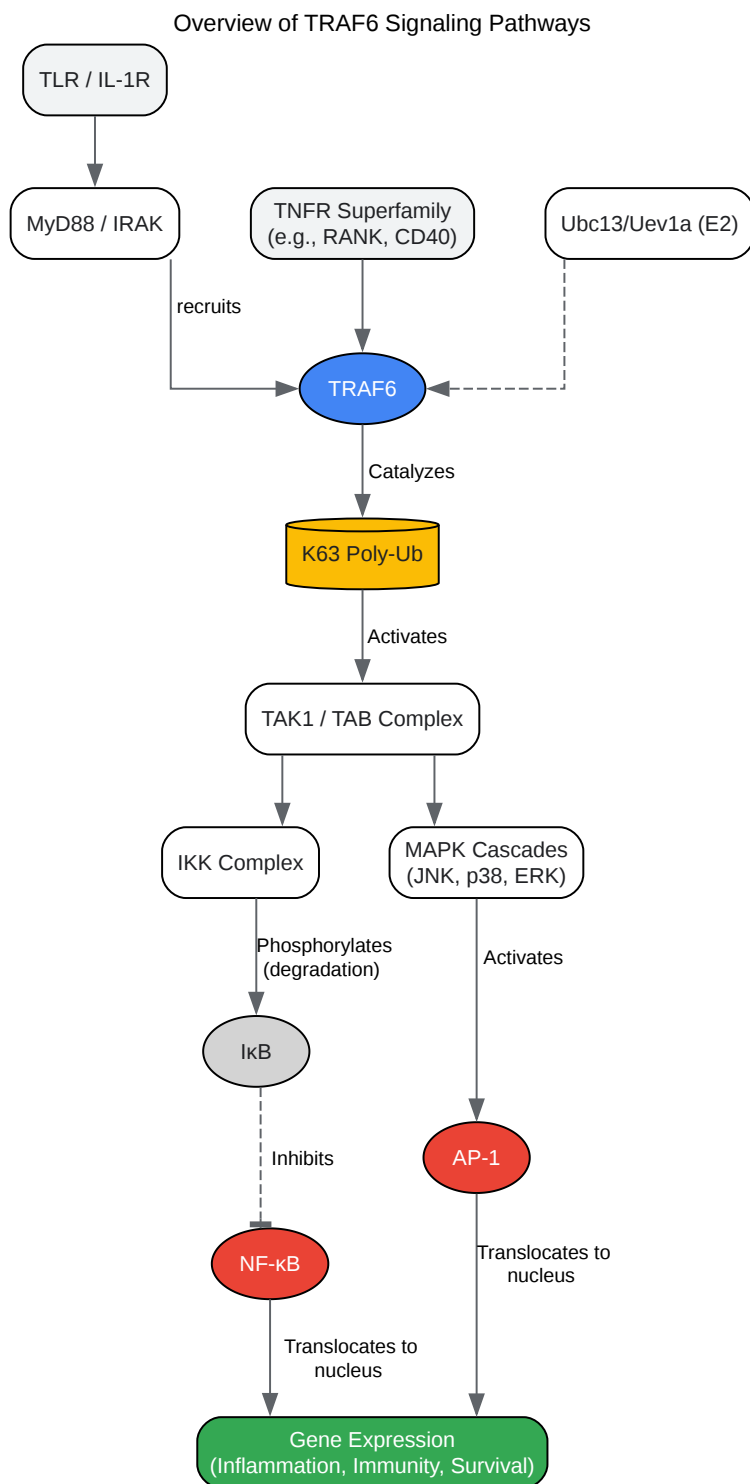 Overview of TRAF6 Signaling Pathways
TLR / IL-1R
MyD88 / IRAK
TNFR Superfamily
(e.g., RANK, CD40)
Ubc13/Uev1a (E2)
recruits
TRAF6
Catalyzes
K63 Poly-Ub
Activates
TAK1 / TAB Complex
IKK Complex
MAPK Cascades
(JNK, p38, ERK)
Phosphorylates
(degradation)
Activates
IκB
Inhibits
AP-1
NF-κB
Translocates to
nucleus
Translocates to
nucleus
Gene Expression
(Inflammation, Immunity, Survival)